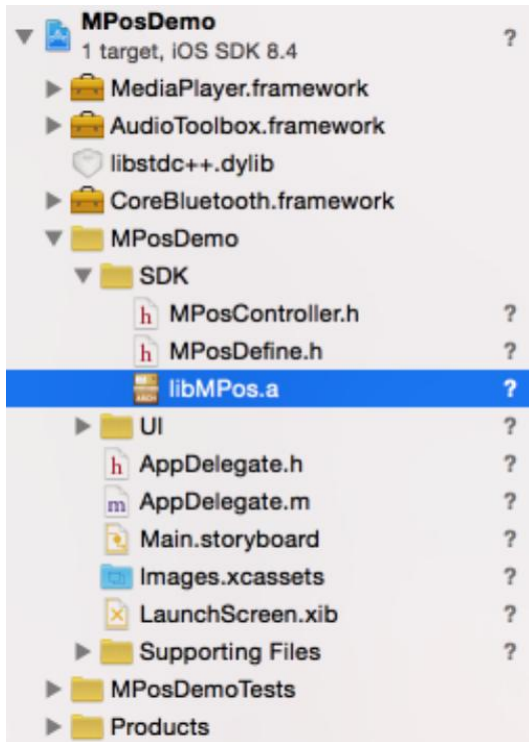 MPosDemo
1 target, iOS SDK 8.4 ?
MediaPlayer.framework
AudioToolbox.framework
libstdc++.dylib
CoreBluetooth.framework
MPosDemo
SDK
h MPosController.h ?
h MPosDefine.h ?
libMPos.a ?
UI ?
h AppDelegate.h ?
m AppDelegate.m ?
Main.storyboard ?
Images.xcassets ?
LaunchScreen.xib ?
Supporting Files ?
MPosDemoTests
Products